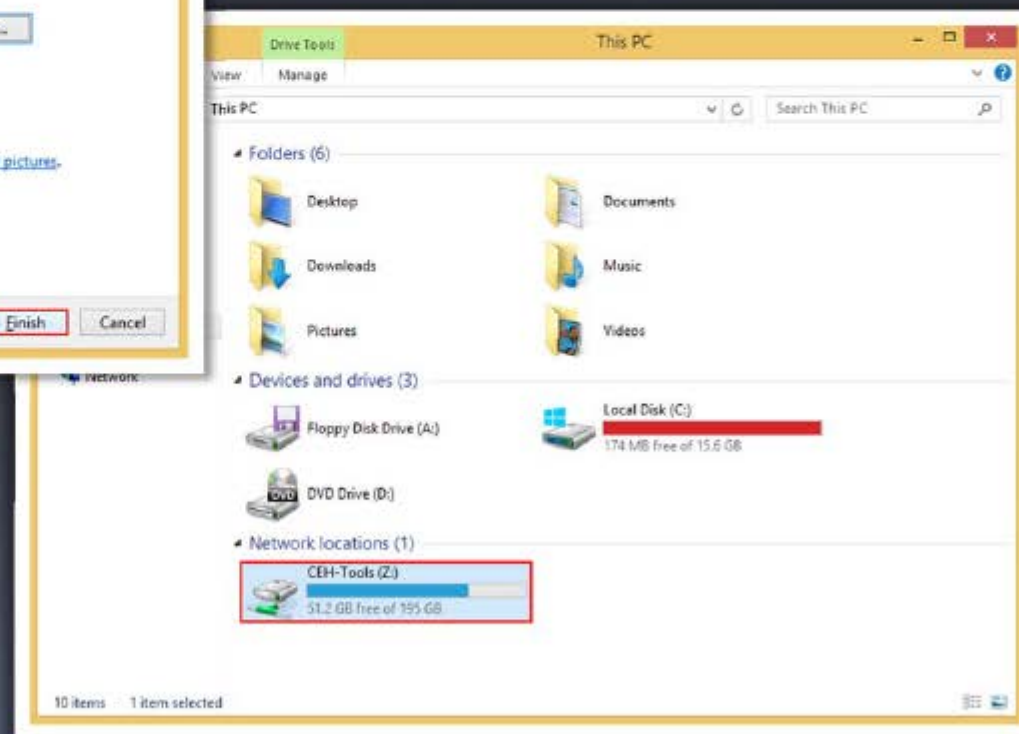 ...
pictures.
Finish
Cancel
Drive Tools
This PC
View
Manage
This PC
Search This PC
Folders (6)
Desktop
Documents
Downloads
Music
Pictures
Videos
Network
Devices and drives (3)
Floppy Disk Drive (A:)
Local Disk (C:)
174 MB free of 15.6 GB
DVD
DVD Drive (D:)
Network locations (1)
CEH-Tools (Z:)
51.2 GB free of 195 GB
10 items
1 item selected